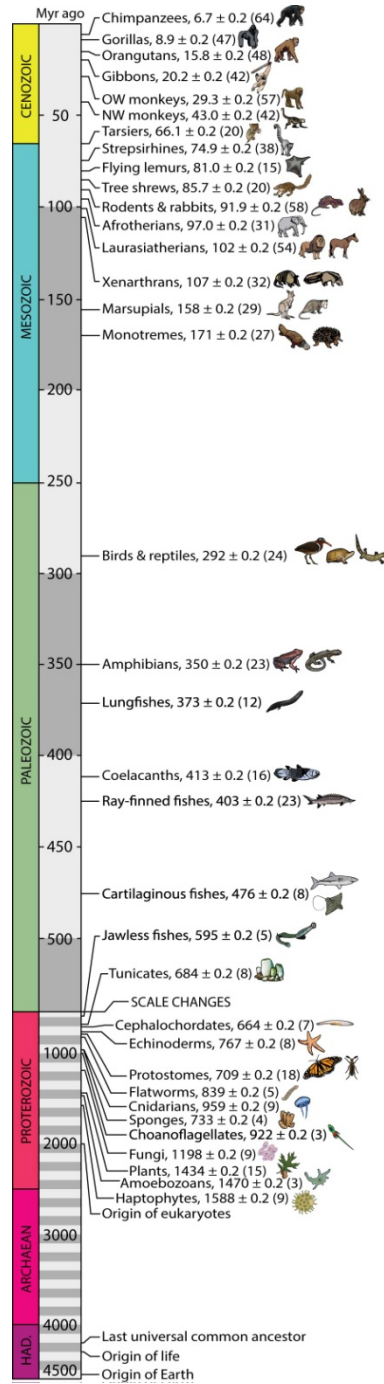 Myr ago
Chimpanzees, 6.7 ± 0.2 (64)
Gorillas, 8.9 ± 0.2 (47)
Orangutans, 15.8 ± 0.2 (48)
Gibbons, 20.2 ± 0.2 (42)
OW monkeys, 29.3 ± 0.2 (57)
NW monkeys, 43.0 ± 0.2 (42)
Tarsiers, 66.1 ± 0.2 (20)
Strepsirhines, 74.9 ± 0.2 (38)
Flying lemurs, 81.0 ± 0.2 (15)
Tree shrews, 85.7 ± 0.2 (20)
Rodents & rabbits, 91.9 ± 0.2 (58)
Afrotherians, 97.0 ± 0.2 (31)
Laurasiatherians, 102 ± 0.2 (54)
Xenarthrans, 107 ± 0.2 (32)
Marsupials, 158 ± 0.2 (29)
Monotremes, 171 ± 0.2 (27)
Birds & reptiles, 292 ± 0.2 (24)
Amphibians, 350 ± 0.2 (23)
Lungfishes, 373 ± 0.2 (12)
Coelacanths, 413 ± 0.2 (16)
Ray-finned fishes, 403 ± 0.2 (23)
Cartilaginous fishes, 476 ± 0.2 (8)
Jawless fishes, 595 ± 0.2 (5)
Tunicates, 684 ± 0.2 (8)
SCALE CHANGES
Cephalochordates, 664 ± 0.2 (7)
Echinoderms, 767 ± 0.2 (8)
Protostomes, 709 ± 0.2 (18)
Flatworms, 839 ± 0.2 (5)
Cnidarians, 959 ± 0.2 (9)
Sponges, 733 ± 0.2 (4)
Choanoflagellates, 922 ± 0.2 (3)
Fungi, 1198 ± 0.2 (9)
Plants, 1434 ± 0.2 (15)
Amoebozoans, 1470 ± 0.2 (3)
Haptophytes, 1588 ± 0.2 (9)
Origin of eukaryotes
Last universal common ancestor
Origin of life
Origin of Earth
50
100
150
200
250
300
350
400
450
500
1000
2000
3000
4000
4500
CENOZOIC
MESOZOIC
PALEOZOIC
PROTEROZOIC
ARCHAEAN
HAD.